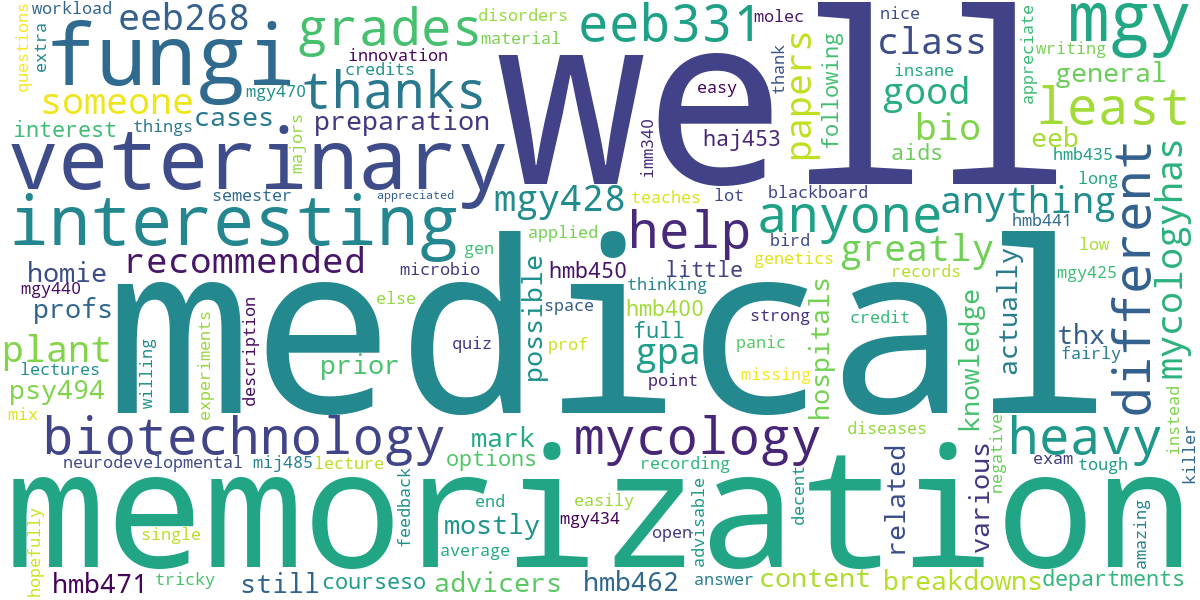 workload
eeb268
grades
disorders
material
eeb331
molec
nice
mgy
questions
extra
fungi
innovation
credits
well
easy
thank
papers
following
class
insane
appreciate
writing
general
someone
mgy470
thanks
good
least
interest
things
cases
preparation
majors
imm340
haj453
bio
aids
eeb
hmb435
veterinary
semester
appreciated
mgy428
teaches
lot
blackboard
anything
long
different
mycologyhas
interesting
gen
applied
help
anyone
hmb441
bird
genetics
greatly
low
homie
recommended
microbio
hmb450
little
records
actually
mgy425
mgy440
profs
description
else
possible
thinking
space
hmb400
strong
hospitals
credit
knowledge
thx
fairly
plant
lectures
willing
experiments
prior
quiz
prof
full
gpa
panic
point
missing
psy494
mix
medical
diseases
instead
killer
biotechnology
mark
mycology
heavy
negative
neurodevelopmental
mij485
lecture
options
recording
related
various
exam
tough
memorization
hopefully
single
feedback
end
easily
mostly
mgy434
average
open
advisable
decent
amazing
hmb471
tricky
still
courseso
advicers
hmb462
answer
content
breakdowns
departments